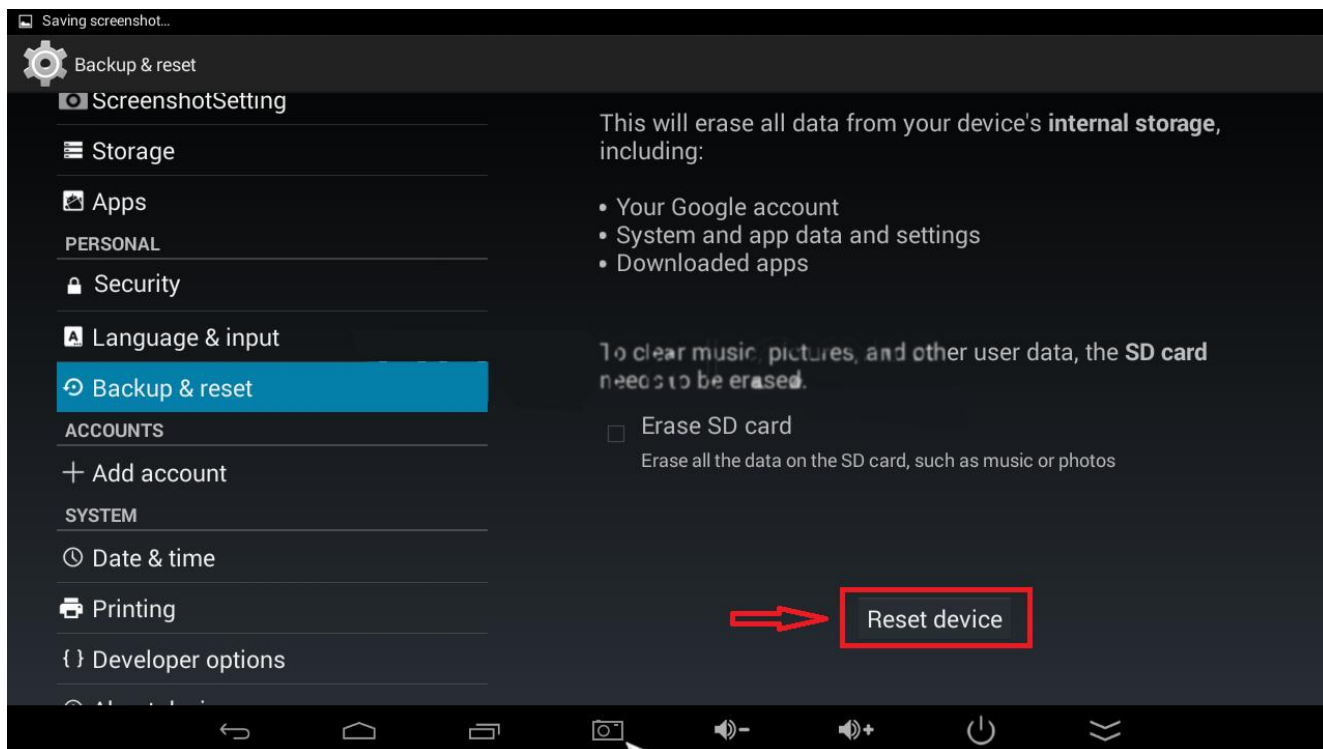 Saving screenshot...
Backup & reset
ScreenshotSetting
Storage
Apps
PERSONAL
Security
Language & input
Backup & reset
ACCOUNTS
Add account
SYSTEM
Date & time
Printing
{ } Developer options
This will erase all data from your device's internal storage,
including:
• Your Google account
• System and app data and settings
• Downloaded apps
To clear music, pictures, and other user data, the SD card
needs to be erased.
Erase SD card
Erase all the data on the SD card, such as music or photos
Reset device